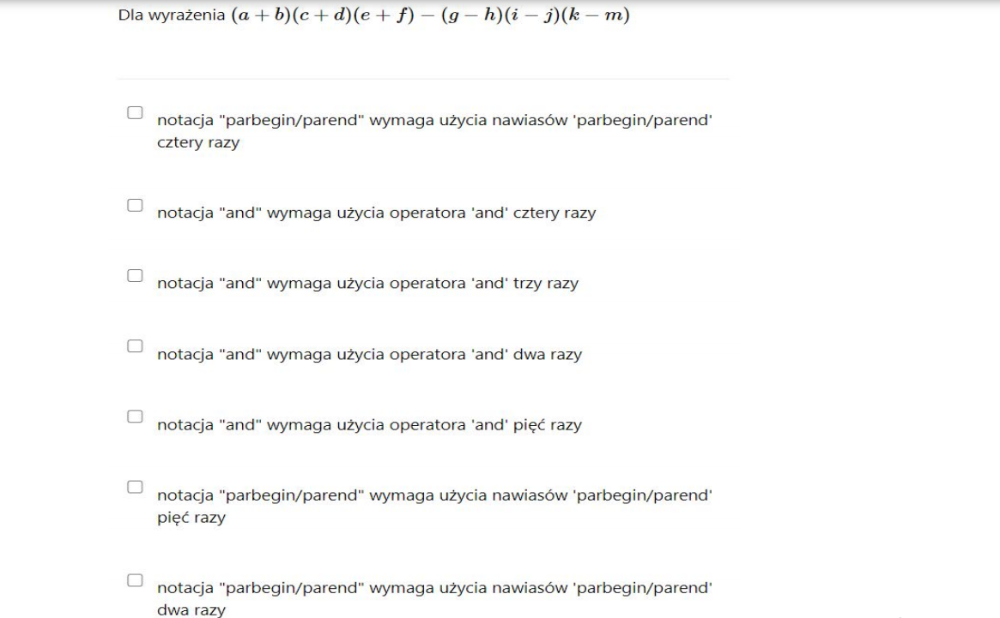 Dla wyrażenia (a + b)(c + d)(e + f) − (g − h)(i − j)(k − m)
notacja "parbegin/parend" wymaga użycia nawiasów 'parbegin/parend'
cztery razy
notacja "and" wymaga użycia operatora 'and' cztery razy
notacja "and" wymaga użycia operatora 'and' trzy razy
notacja "and" wymaga użycia operatora 'and' dwa razy
notacja "and" wymaga użycia operatora 'and' pięć razy
notacja "parbegin/parend" wymaga użycia nawiasów 'parbegin/parend'
pięć razy
notacja "parbegin/parend" wymaga użycia nawiasów 'parbegin/parend'
dwa razy